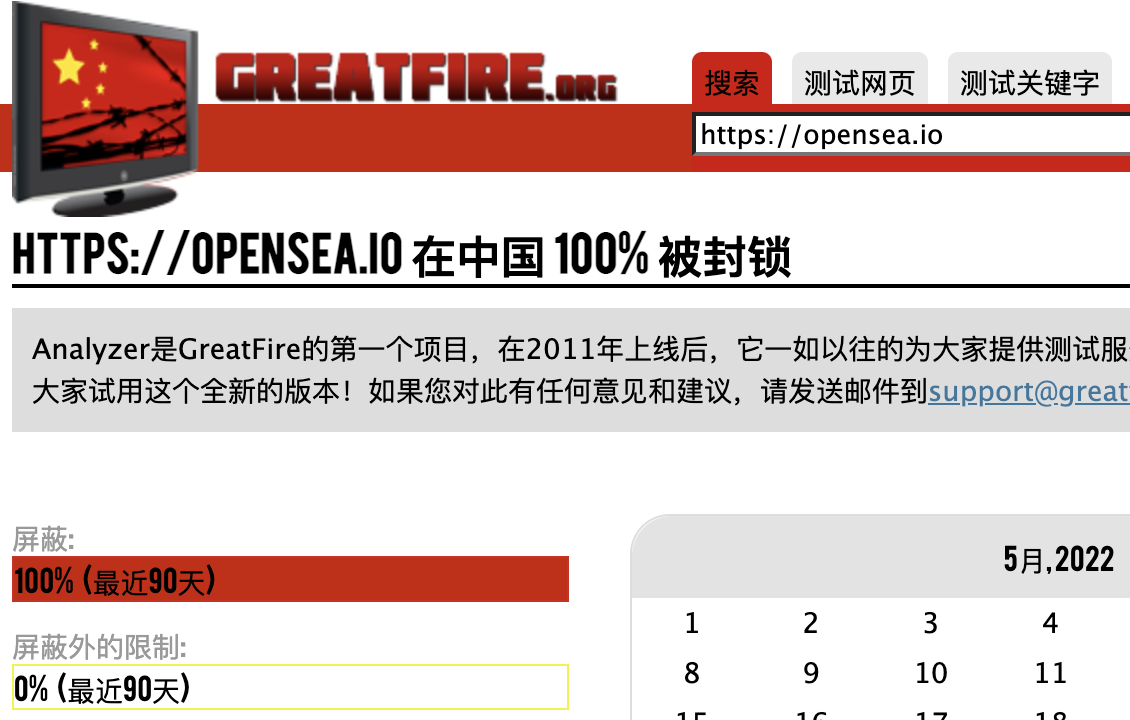 GREATFIRE.ORG
搜索 测试网页 测试关键字
https://opensea.io
HTTPS://OPENSEA.IO 在中国 100% 被封锁
Analyzer是GreatFire的第一个项目，在2011年上线后，它一如以往的为大家提供测试服
大家试用这个全新的版本！如果您对此有任何意见和建议，请发送邮件到support@great
屏蔽:
100% (最近90天)
屏蔽外的限制:
0% (最近90天)
5月,2022
1 2 3 4
8 9 10 11
15 16 17 18